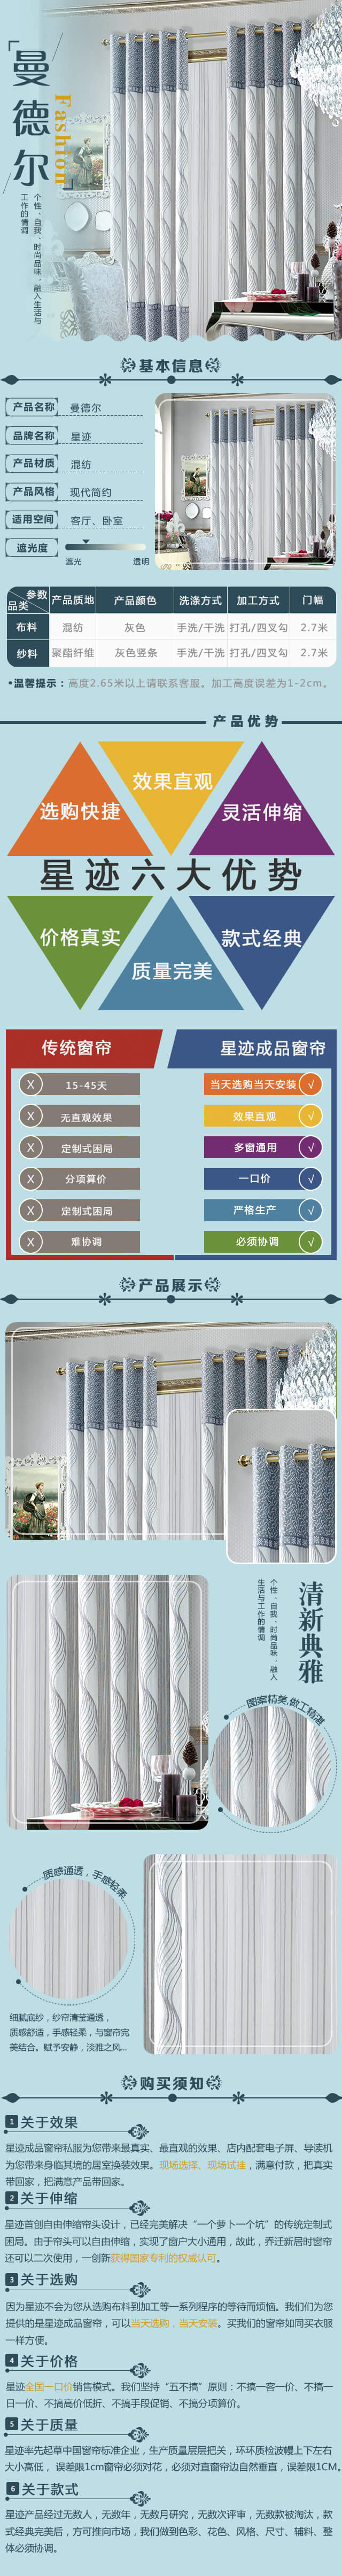 曼德尔
Fashion
个性、自我、时尚品味，融入生活与
工作的情调
基本信息
产品名称 曼德尔
品牌名称 星迹
产品材质 混纺
产品风格 现代简约
适用空间 客厅、卧室
遮光度
遮光 透明
参数 品类 产品质地 产品颜色 洗涤方式 加工方式 门幅
布料 混纺 灰色 手洗/干洗 打孔/四叉勾 2.7米
纱料 聚酯纤维 灰色竖条 手洗/干洗 打孔/四叉勾 2.7米
•温馨提示：高度2.65米以上请联系客服。加工高度误差为1-2cm。
产品优势
选购快捷 效果直观 灵活伸缩
星迹六大优势
价格真实 质量完美 款式经典
传统窗帘 星迹成品窗帘
X 15-45天 当天选购当天安装 √
X 无直观效果 效果直观 √
X 定制式困局 多窗通用 √
X 分项算价 一口价 √
X 定制式困局 严格生产 √
X 难协调 必须协调 √
产品展示
清新典雅
个性、自我、时尚品味，融入
生活与工作的情调
图案精美,做工精湛
质感通透，手感轻柔
细腻底纱，纱帘清莹通透，
质感舒适，手感轻柔，与窗帘完
美结合。赋予安静，淡雅之风...
购买须知
1 关于效果
星迹成品窗帘私服为您带来最真实、最直观的效果、店内配套电子屏、导读机
为您带来身临其境的居室换装效果。现场选择、现场试挂，满意付款，把真实
带回家，把满意产品带回家。
2 关于伸缩
星迹首创自由伸缩帘头设计，已经完美解决“一个萝卜一个坑”的传统定制式
困局。由于帘头可以自由伸缩，实现了窗户大小通用，故此，乔迁新居时窗帘
还可以二次使用，一创新获得国家专利的权威认可。
3 关于选购
因为星迹不会为您从选购布料到加工等一系列程序的等待而烦恼。我们们为您
提供的是星迹成品窗帘，可以当天选购，当天安装。买我们的窗帘如同买衣服
一样方便。
4 关于价格
星迹全国一口价销售模式。我们坚持“五不搞”原则：不搞一客一价、不搞一
日一价、不搞高价低折、不搞手段促销、不搞分项算价。
5 关于质量
星迹率先起草中国窗帘标准企业，生产质量层层把关，环环质检波幔上下左右
大小高低，误差限1cm窗帘必须对花，必须对直窗帘边自然垂直，误差限1CM。
6 关于款式
星迹产品经过无数人，无数年，无数月研究，无数次评审，无数款被淘汰，款
式经典完美后，方可推向市场，我们做到色彩、花色、风格、尺寸、辅料、整
体必须协调。